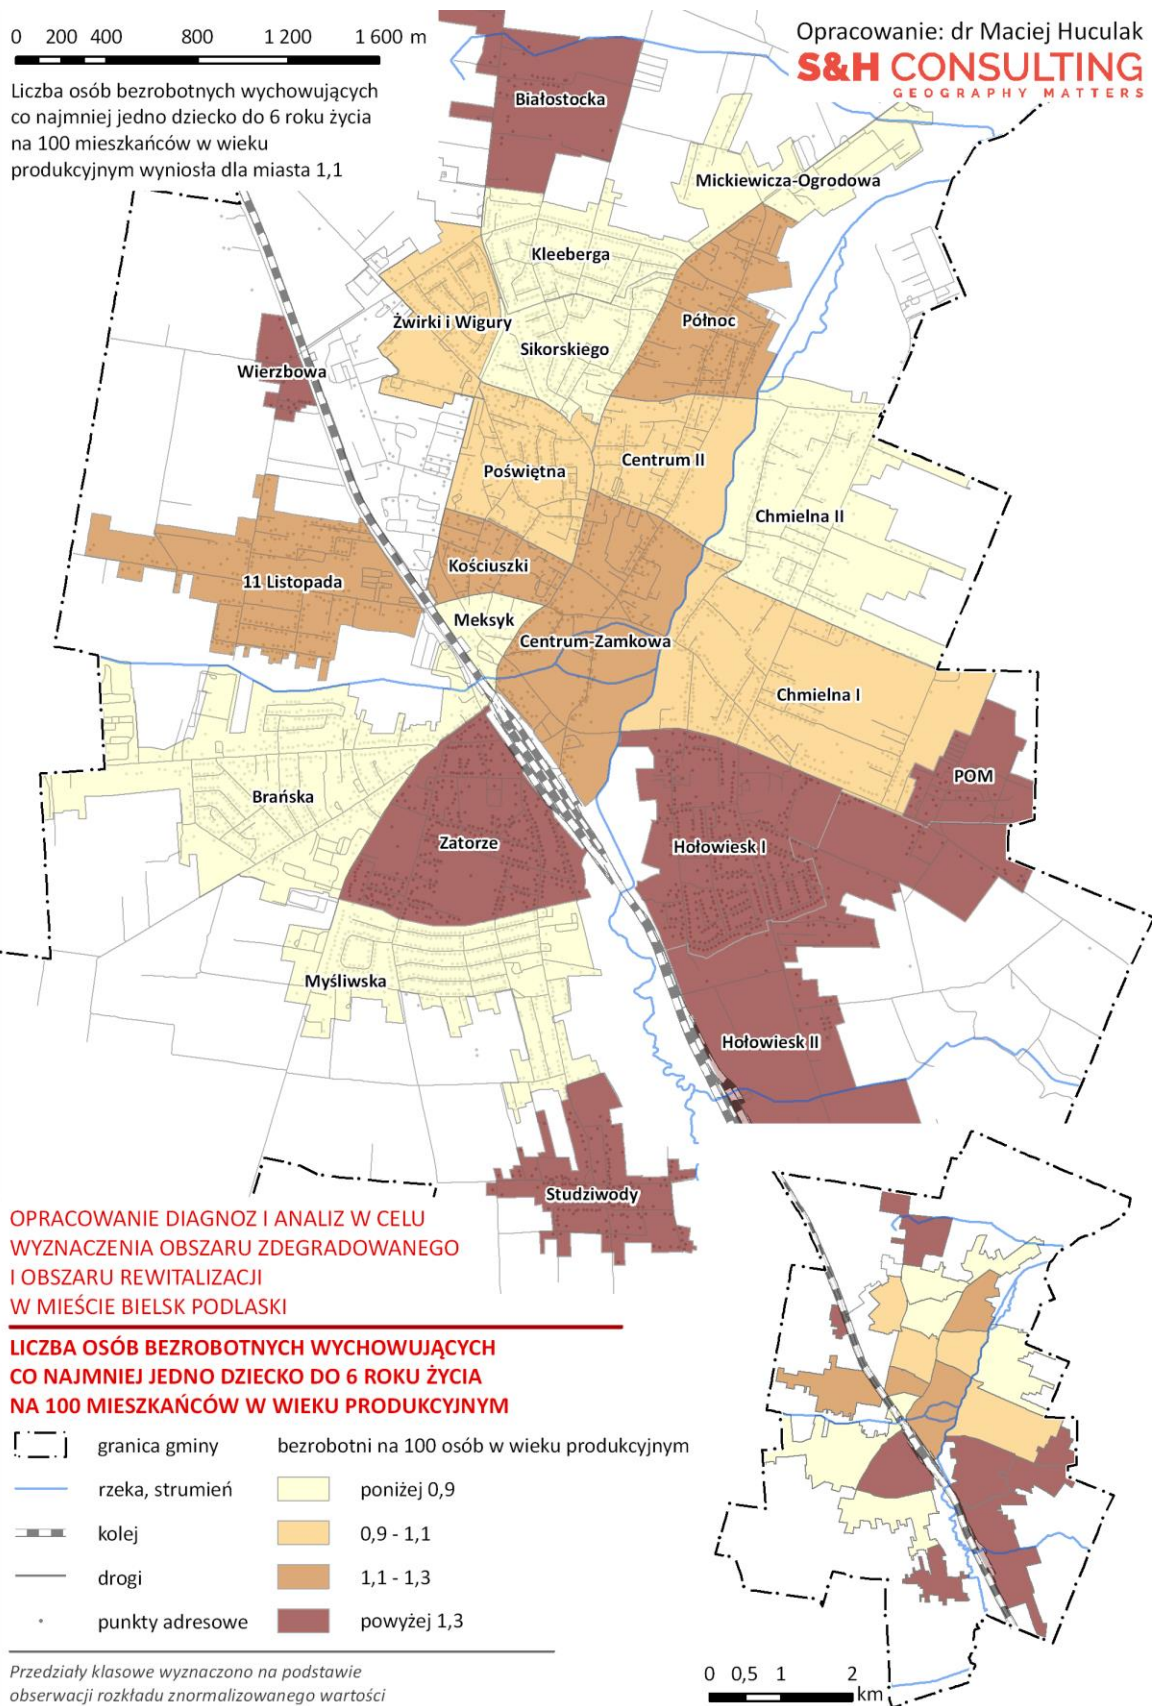 0 200 400 800 1 200 1 600 m
Opracowanie: dr Maciej Huculak
S&H CONSULTING
GEOGRAPHY MATTERS
Liczba osób bezrobotnych wychowujących
co najmniej jedno dziecko do 6 roku życia
na 100 mieszkańców w wieku
produkcyjnym wyniosła dla miasta 1,1
Białostocka
Mickiewicza-Ogrodowa
Kleeberga
Żwirki i Wigury
Północ
Sikorskiego
Wierzbowa
Centrum II
Poświętna
Chmielna II
Kościuszki
11 Listopada
Meksyk
Centrum-Zamkowa
Chmielna I
POM
Brańska
Zatorze
Hołowiesk I
Myśliwska
Hołowiesk II
Studziwody
OPRACOWANIE DIAGNOZ I ANALIZ W CELU
WYZNACZENIA OBSZARU ZDEGRADOWANEGO
I OBSZARU REWITALIZACJI
W MIEŚCIE BIELSK PODLASKI
LICZBA OSÓB BEZROBOTNYCH WYCHOWUJĄCYCH
CO NAJMNIEJ JEDNO DZIECKO DO 6 ROKU ŻYCIA
NA 100 MIESZKAŃCÓW W WIEKU PRODUKCYJNYM
granica gminy
rzeka, strumień
kolej
drogi
punkty adresowe
bezrobotni na 100 osób w wieku produkcyjnym
poniżej 0,9
0,9 - 1,1
1,1 - 1,3
powyżej 1,3
Przedziały klasowe wyznaczono na podstawie
obserwacji rozkładu znormalizowanego wartości
0 0,5 1 2
km